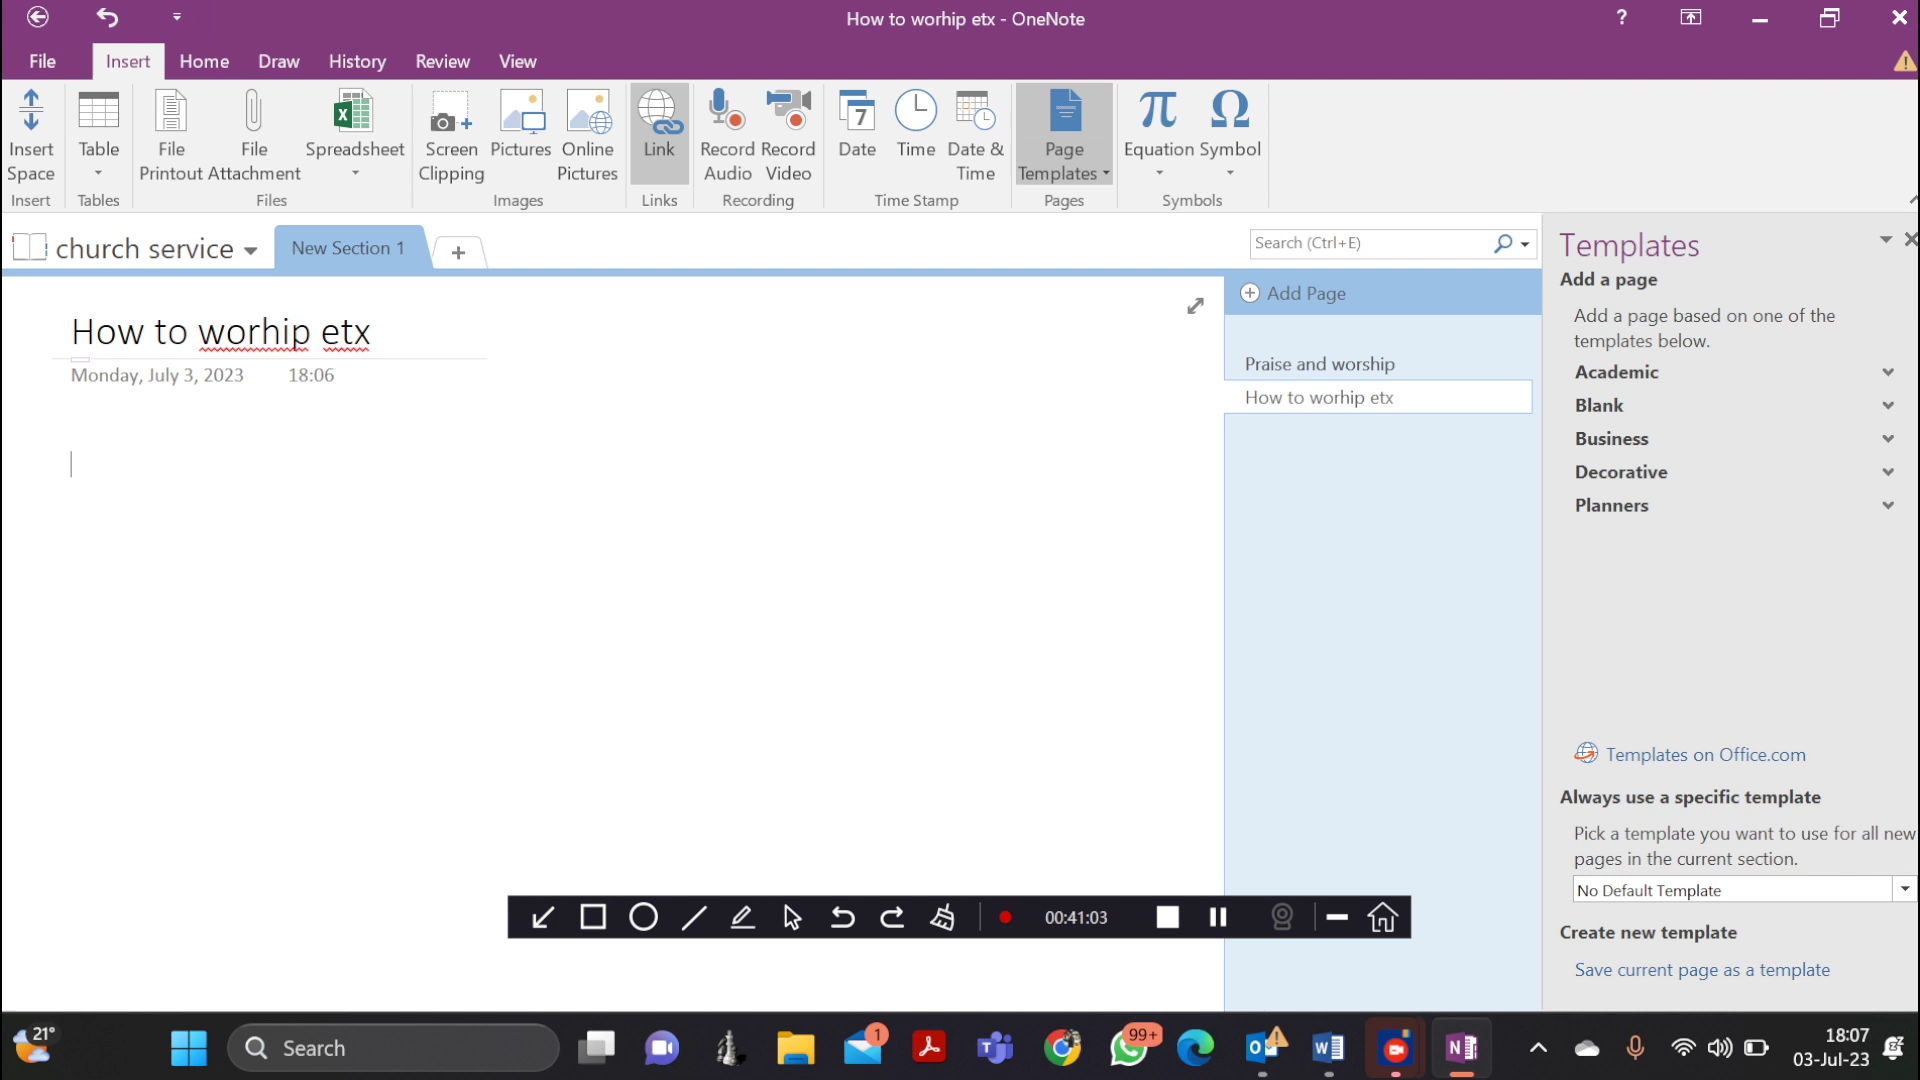 How to worhip etx - OneNote
?
File Insert Home Draw History Review View
Insert Space
Table
File Printout
File Attachment
Spreadsheet
Screen Clipping
Pictures
Online Pictures
Link
Record Audio
Record Video
7
Date
Time
Date & Time
Page Templates
π
Equation
Ω
Symbol
Insert Tables Files Images Links Recording Time Stamp Pages Symbols
church service
New Section 1
+
Search (Ctrl+E)
How to worhip etx
Monday, July 3, 2023 18:06
Add Page
Praise and worship
How to worhip etx
Templates
Add a page
Add a page based on one of the
templates below.
Academic
Blank
Business
Decorative
Planners
Templates on Office.com
Always use a specific template
Pick a template you want to use for all new
pages in the current section.
No Default Template
Create new template
Save current page as a template
00:41:03
21°
Search
1
99+
18:07
03-Jul-23